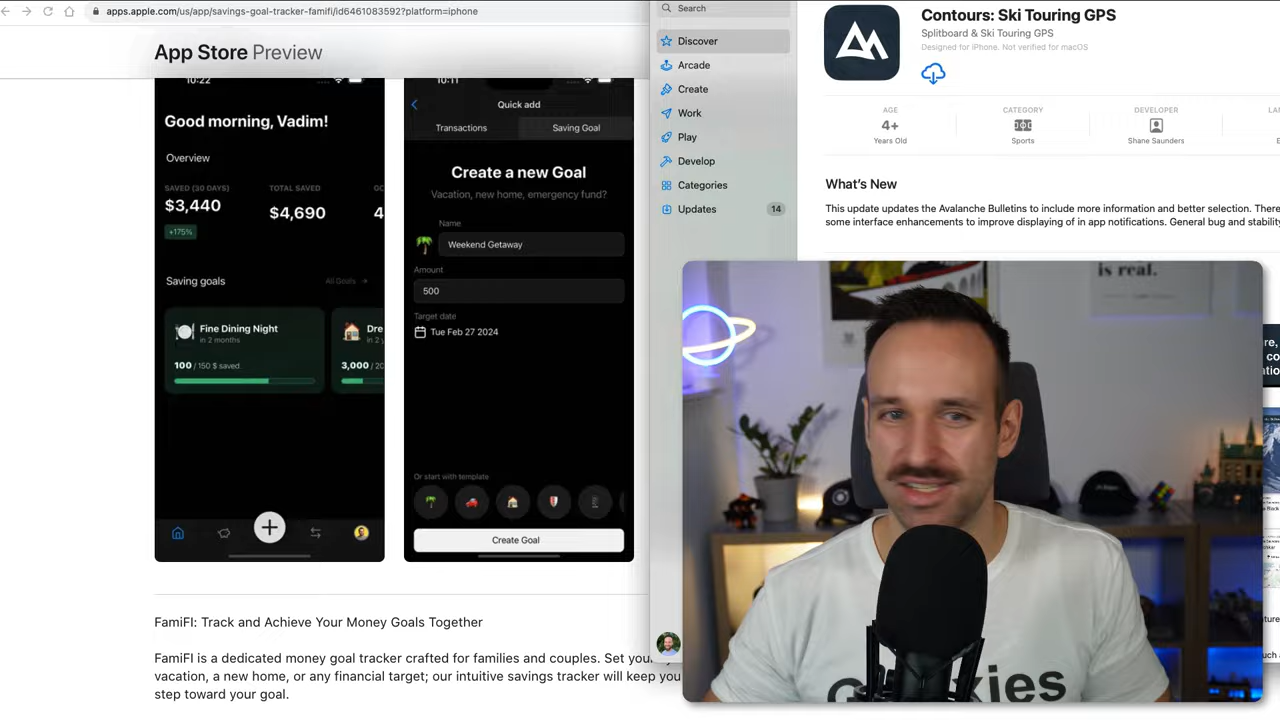 apps.apple.com/us/app/savings-goal-tracker-famifi/id6461083592?platform=iphone
App Store Preview
10:22
Good morning, Vadim!
Overview
SAVED (30 DAYS)
TOTAL SAVED
$3,440
$4,690
+175%
Saving goals
All Goals →
Fine Dining Night
in 2 months
100 / 150 $ saved.
Dre
3,000 / 20
10:11
Quick add
Transactions
Saving Goal
Create a new Goal
Vacation, new home, emergency fund?
Name
Weekend Getaway
Amount
500
Target date
Tue Feb 27 2024
Or start with template
Create Goal
FamiFI: Track and Achieve Your Money Goals Together
FamiFI is a dedicated money goal tracker crafted for families and couples. Set your
vacation, a new home, or any financial target; our intuitive savings tracker will keep you
step toward your goal.
Search
Discover
Arcade
Create
Work
Play
Develop
Categories
Updates
14
Contours: Ski Touring GPS
Splitboard & Ski Touring GPS
Designed for iPhone. Not verified for macOS
AGE
4+
Years Old
CATEGORY
Sports
DEVELOPER
Shane Saunders
What's New
This update updates the Avalanche Bulletins to include more information and better selection. There
some interface enhancements to improve displaying of in app notifications. General bug and stability
is real.